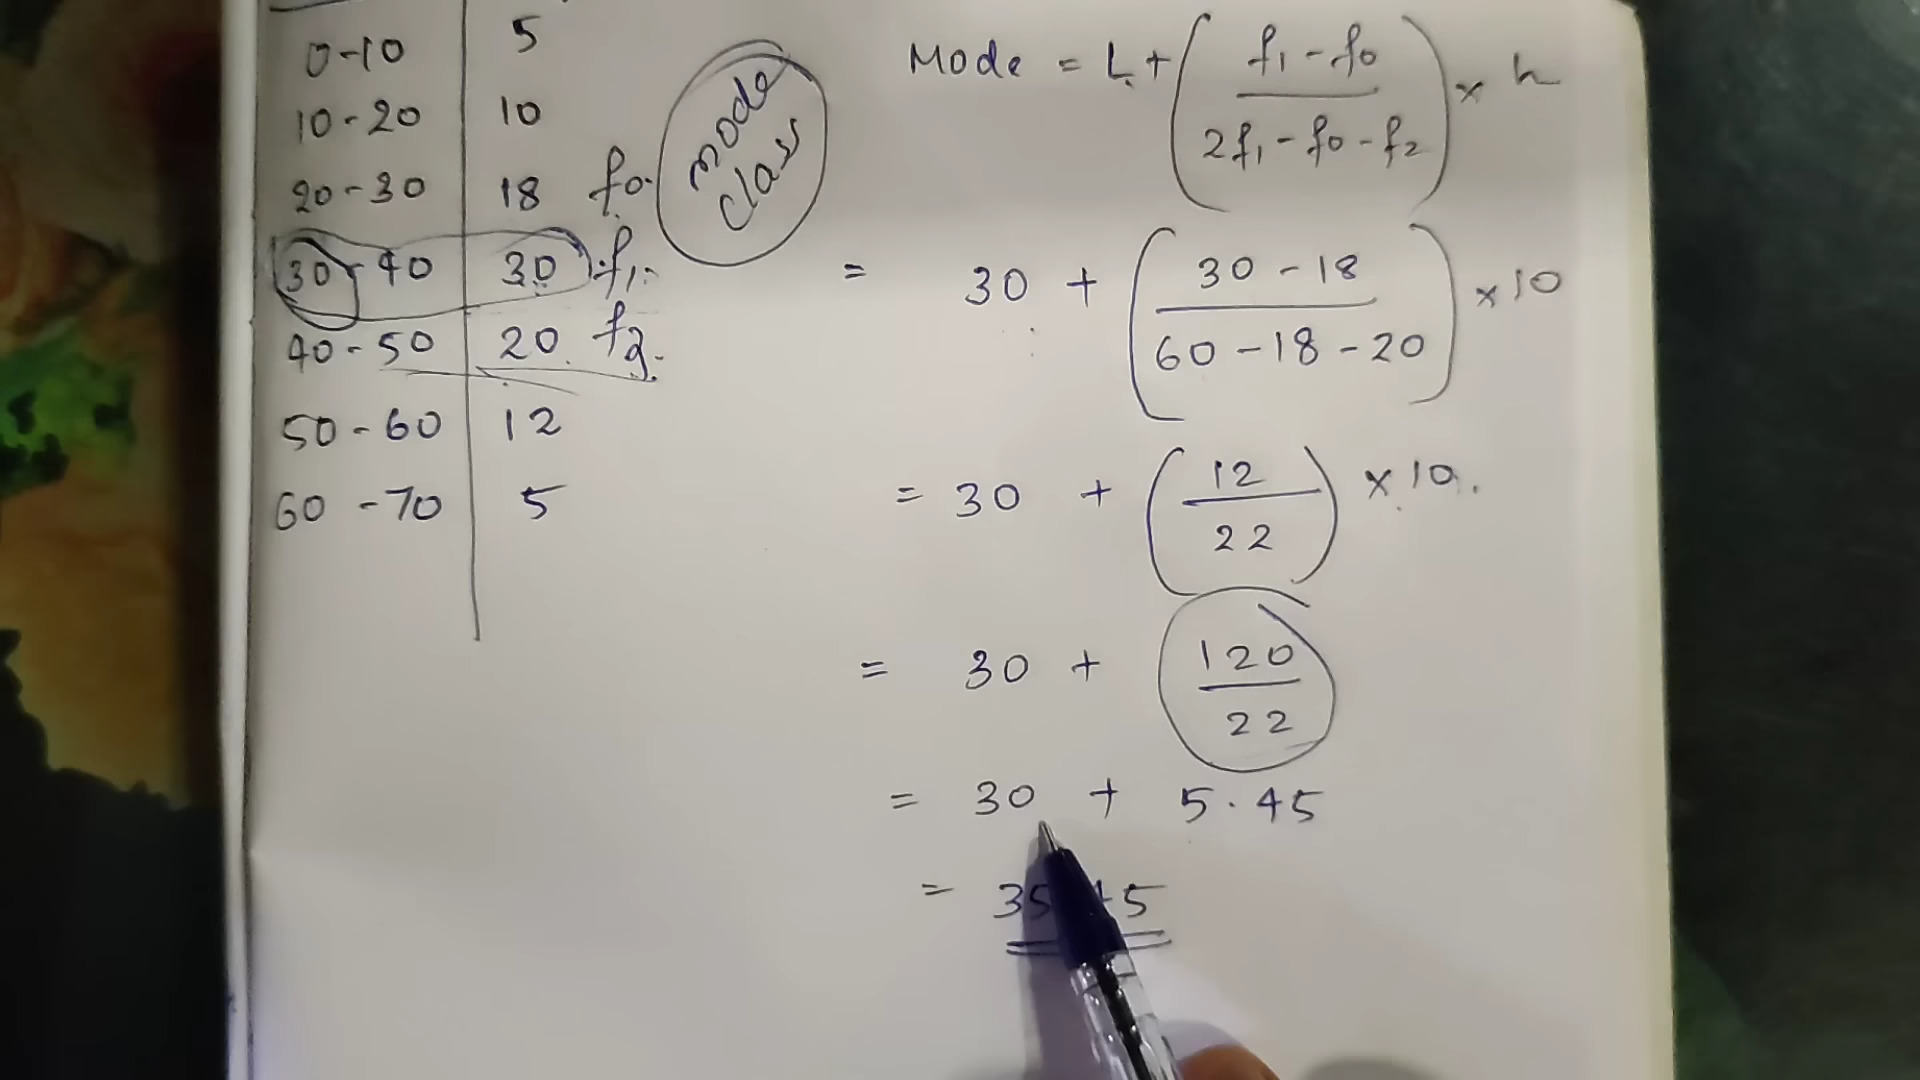 0-10 5
10-20 10
20-30 18 f0.
30-40 30 f1.
40-50 20 f2.
50-60 12
60-70 5
mode
class
Mode = L + (f1 - f0 / 2f1 - f0 - f2) × h
= 30 + (30 - 18 / 60 - 18 - 20) × 10
= 30 + (12 / 22) × 10.
= 30 + 120 / 22
= 30 + 5.45